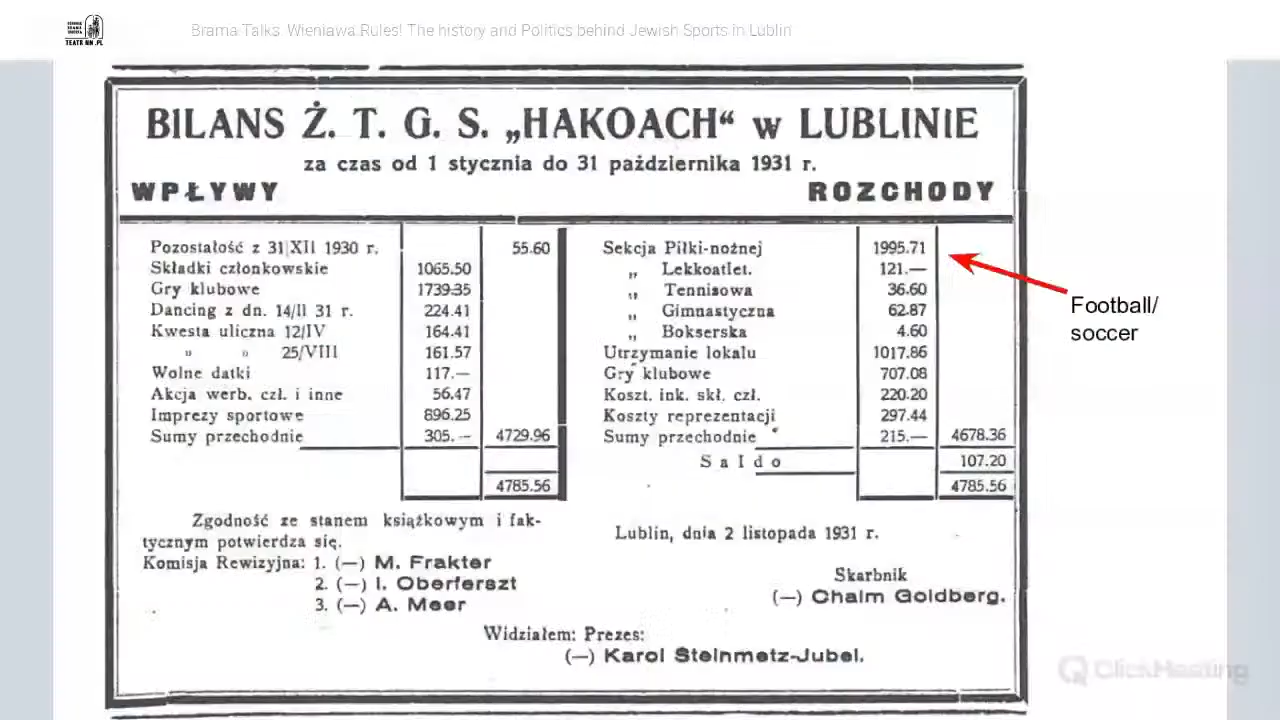 Brama Talks: Wieniawa Rules! The history and Politics behind Jewish Sports in Lublin
TEATR NN .PL
BILANS Ż. T. G. S. „HAKOACH“ w LUBLINIE
za czas od 1 stycznia do 31 października 1931 r.
WPŁYWY ROZCHODY
Pozostałość z 31|XII 1930 r. 55.60
Składki członkowskie 1065.50
Gry klubowe 1739·35
Dancing z dn. 14/II 31 r. 224.41
Kwesta uliczna 12/IV 164.41
„ „ 25/VIII 161.57
Wolne datki 117.—
Akcja werb. czł. i inne 56.47
Imprezy sportowe 896.25
Sumy przechodnie 305.— 4729.96
4785.56
Sekcja Piłki-nożnej 1995.71
„ Lekkoatlet. 121.—
„ Tennisowa 36.60
„ Gimnastyczna 62.87
„ Bokserska 4.60
Utrzymanie lokalu 1017.86
Gry klubowe 707.08
Koszt. ink. skł. czł. 220.20
Koszty reprezentacji 297.44
Sumy przechodnie 215.— 4678.36
Saldo 107.20
4785.56
Football/
soccer
Zgodność ze stanem książkowym i fak-
tycznym potwierdza się.
Komisja Rewizyjna: 1. (—) M. Frakter
2. (—) I. Oberferszt
3. (—) A. Meer
Lublin, dnia 2 listopada 1931 r.
Skarbnik
(—) Chaim Goldberg.
Widziałem: Prezes:
(—) Karol Steinmetz-Jubel.
ClickMeeting